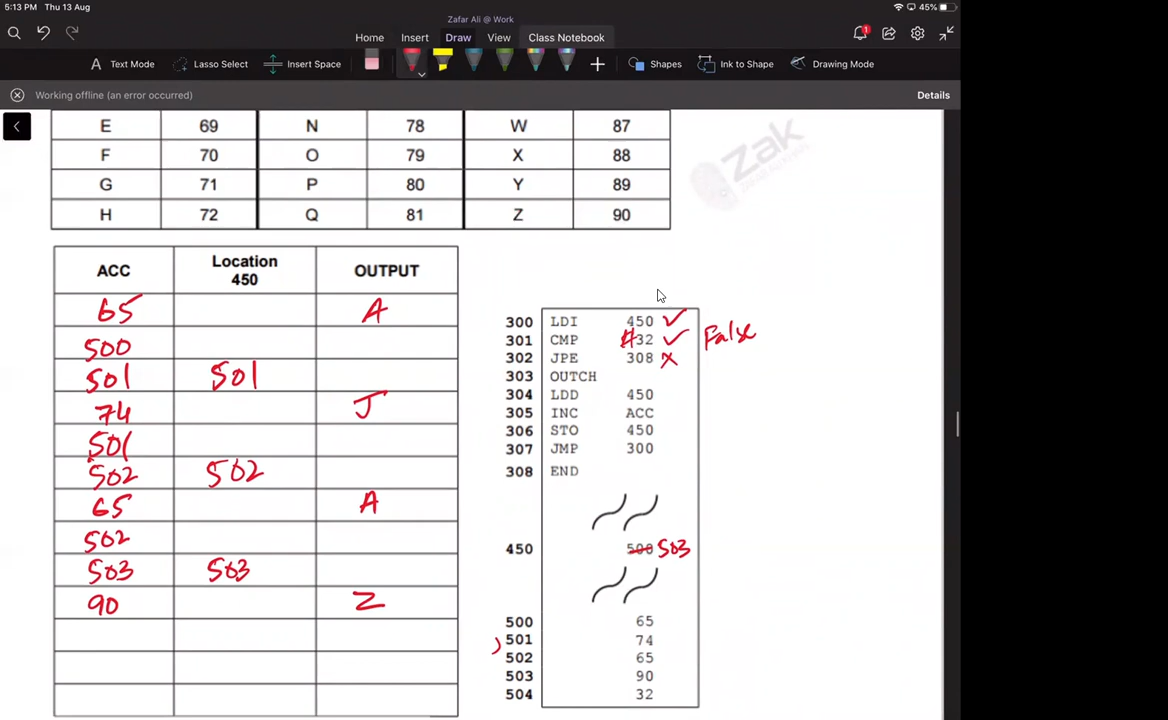 5:13 PM Thu 13 Aug
45%
Zafar Ali @ Work
Home Insert Draw View Class Notebook
1
Text Mode Lasso Select Insert Space Shapes Ink to Shape Drawing Mode
Working offline (an error occurred) Details
E 69 N 78 W 87
F 70 O 79 X 88
G 71 P 80 Y 89
H 72 Q 81 Z 90
zak
ACC Location 450 OUTPUT
65 A
500
501 501
74 J
501
502 502
65 A
502
503 503
90 Z
300 LDI 450
301 CMP #32 False
302 JPE 308
303 OUTCH
304 LDD 450
305 INC ACC
306 STO 450
307 JMP 300
308 END
450 500 503
500 65
501 74
502 65
503 90
504 32